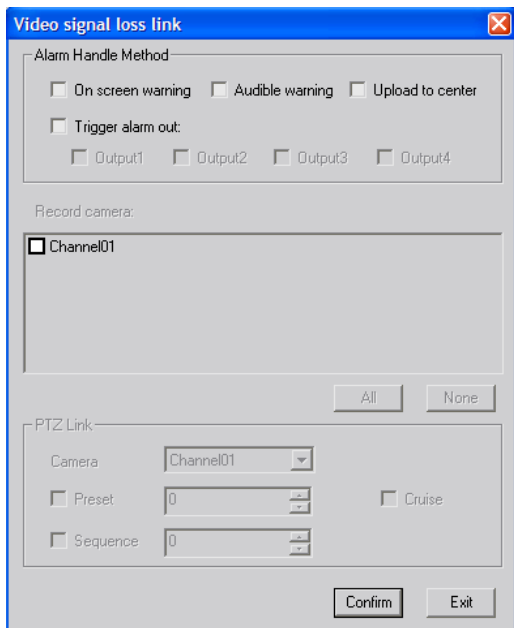 Video signal loss link
Alarm Handle Method
On screen warning Audible warning Upload to center
Trigger alarm out:
Output1 Output2 Output3 Output4
Record camera:
Channel01
All None
PTZ Link
Camera Channel01
Preset 0 Cruise
Sequence 0
Confirm Exit